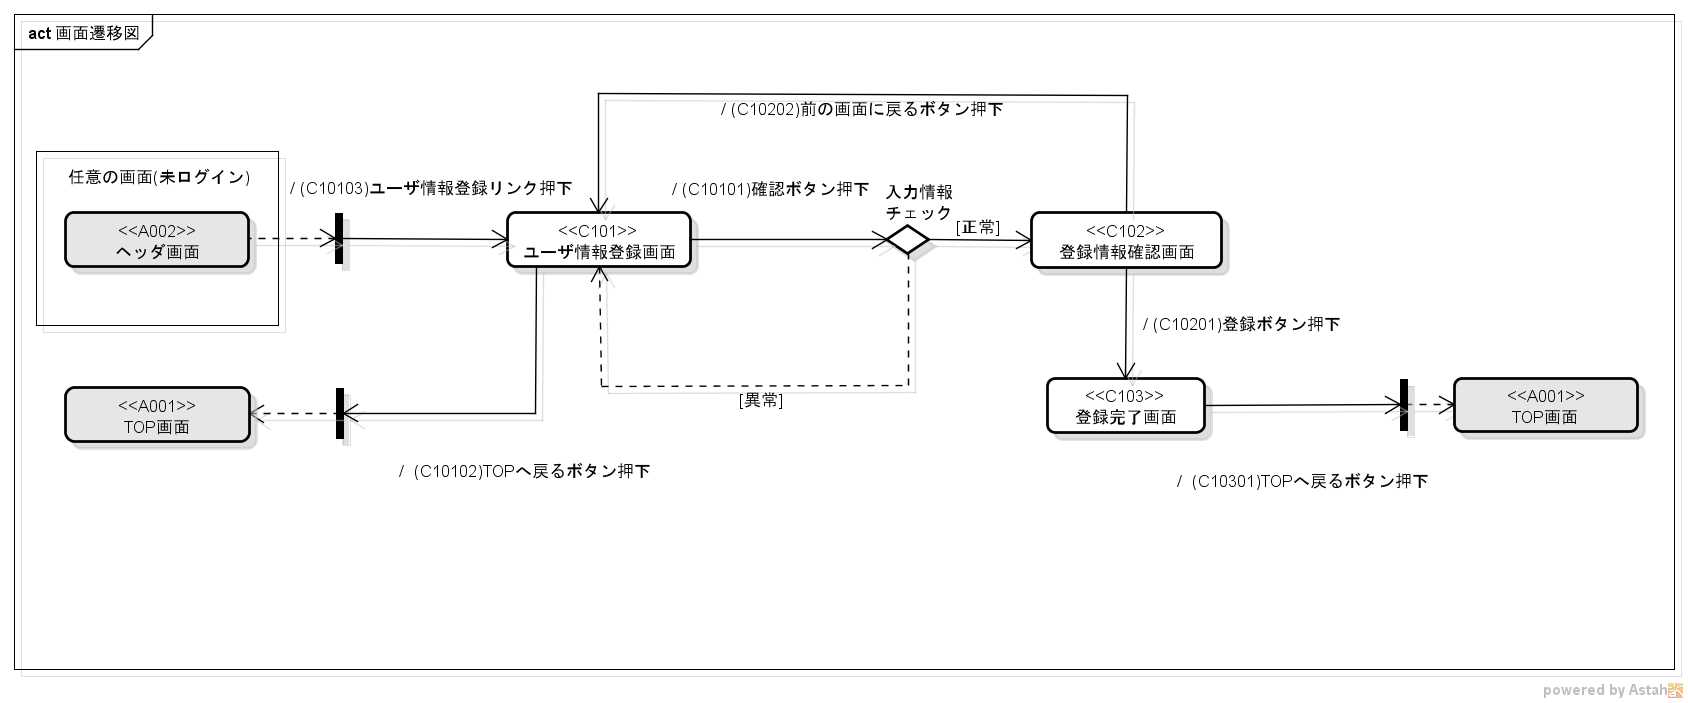 act 画面遷移図
/ (C10202)前の画面に戻るボタン押下
任意の画面(未ログイン)
/ (C10103)ユーザ情報登録リンク押下
/ (C10101)確認ボタン押下
入力情報
チェック
[正常]
<<A002>>
ヘッダ画面
<<C101>>
ユーザ情報登録画面
<<C102>>
登録情報確認画面
/ (C10201)登録ボタン押下
<<A001>>
TOP画面
[異常]
<<C103>>
登録完了画面
<<A001>>
TOP画面
/ (C10102)TOPへ戻るボタン押下
/ (C10301)TOPへ戻るボタン押下
powered by Astah